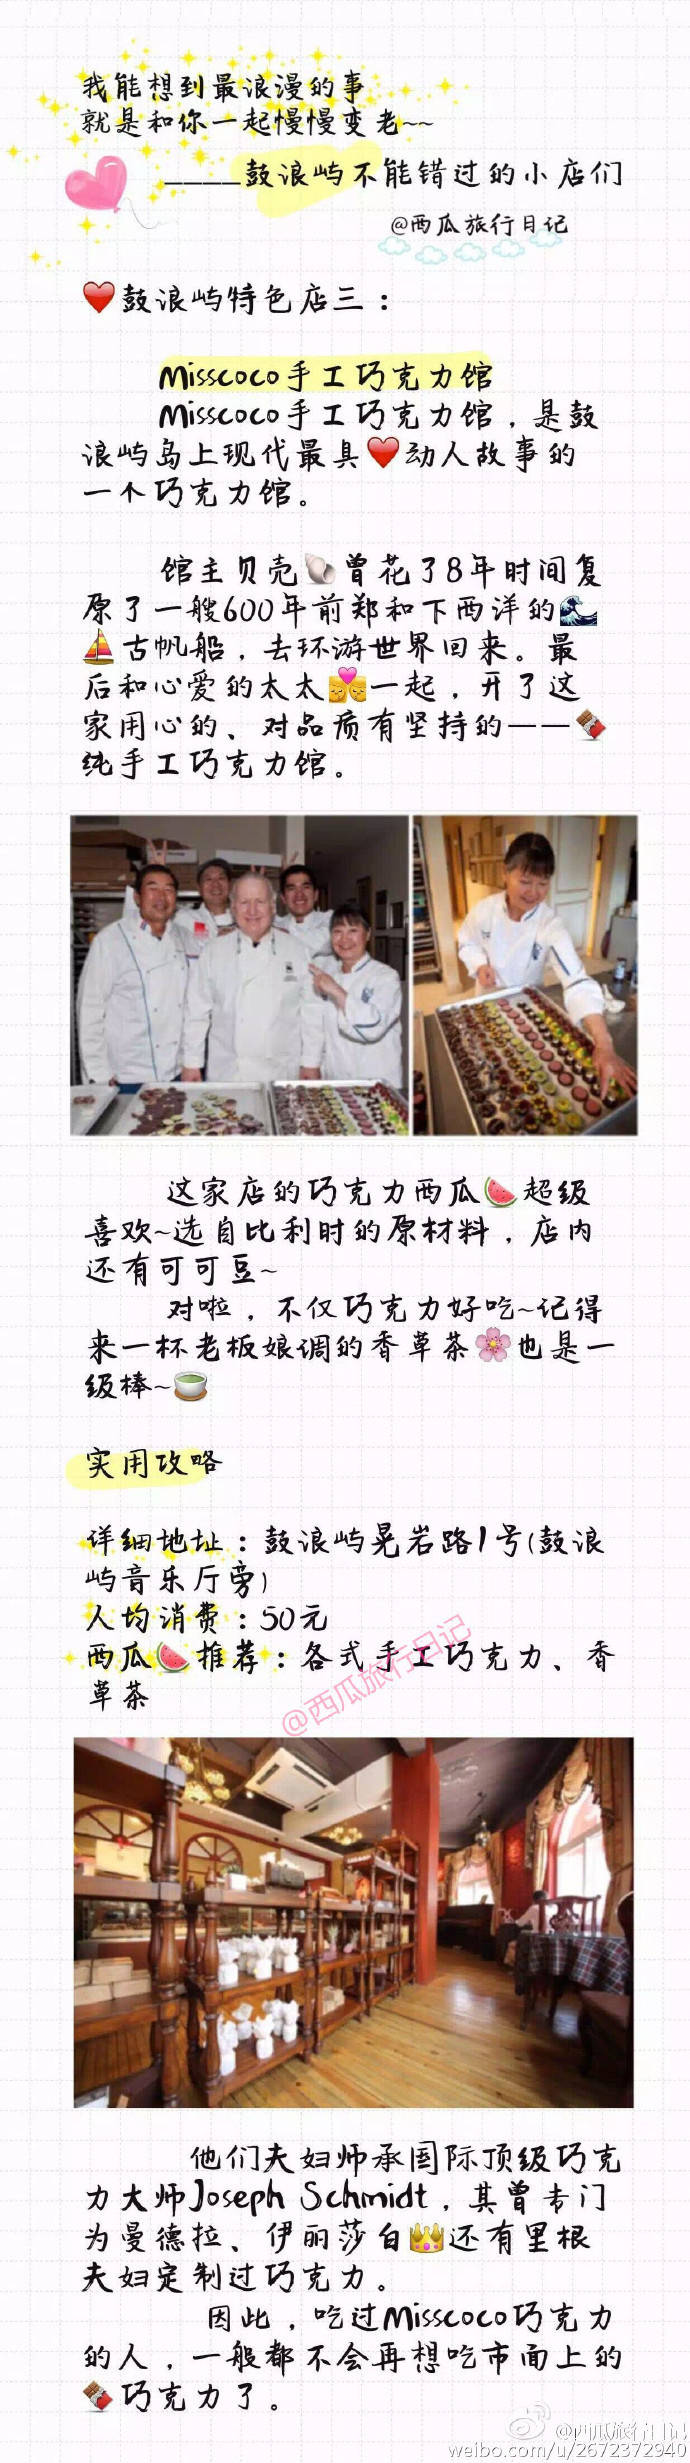 我能想到最浪漫的事
就是和你一起慢慢变老~~
____鼓浪屿不能错过的小店们
@西瓜旅行日记
❤️鼓浪屿特色店三：
Misscoco手工巧克力馆
Misscoco手工巧克力馆，是鼓
浪屿岛上现代最具❤️动人故事的
一个巧克力馆。
馆主贝壳🐚曾花了8年时间复
原了一艘600年前郑和下西洋的🌊
⛵古帆船，去环游世界回来。最
后和心爱的太太💏一起，开了这
家用心的、对品质有坚持的——🍫
纯手工巧克力馆。
这家店的巧克力西瓜🍉超级
喜欢~选自比利时的原材料，店内
还有可可豆~
对啦，不仅巧克力好吃~记得
来一杯老板娘调的香草茶🌸也是一
级棒~🍵
实用攻略
详细地址：鼓浪屿晃岩路1号(鼓浪
屿音乐厅旁)
人均消费：50元
西瓜🍉推荐：各式手工巧克力、香
草茶
@西瓜旅行日记
他们夫妇师承国际顶级巧克
力大师Joseph Schmidt，其曾专门
为曼德拉、伊丽莎白👑还有里根
夫妇定制过巧克力。
因此，吃过Misscoco巧克力
的人，一般都不会再想吃市面上的
🍫巧克力了。
@西瓜旅行日记
weibo.com/u/2672372940